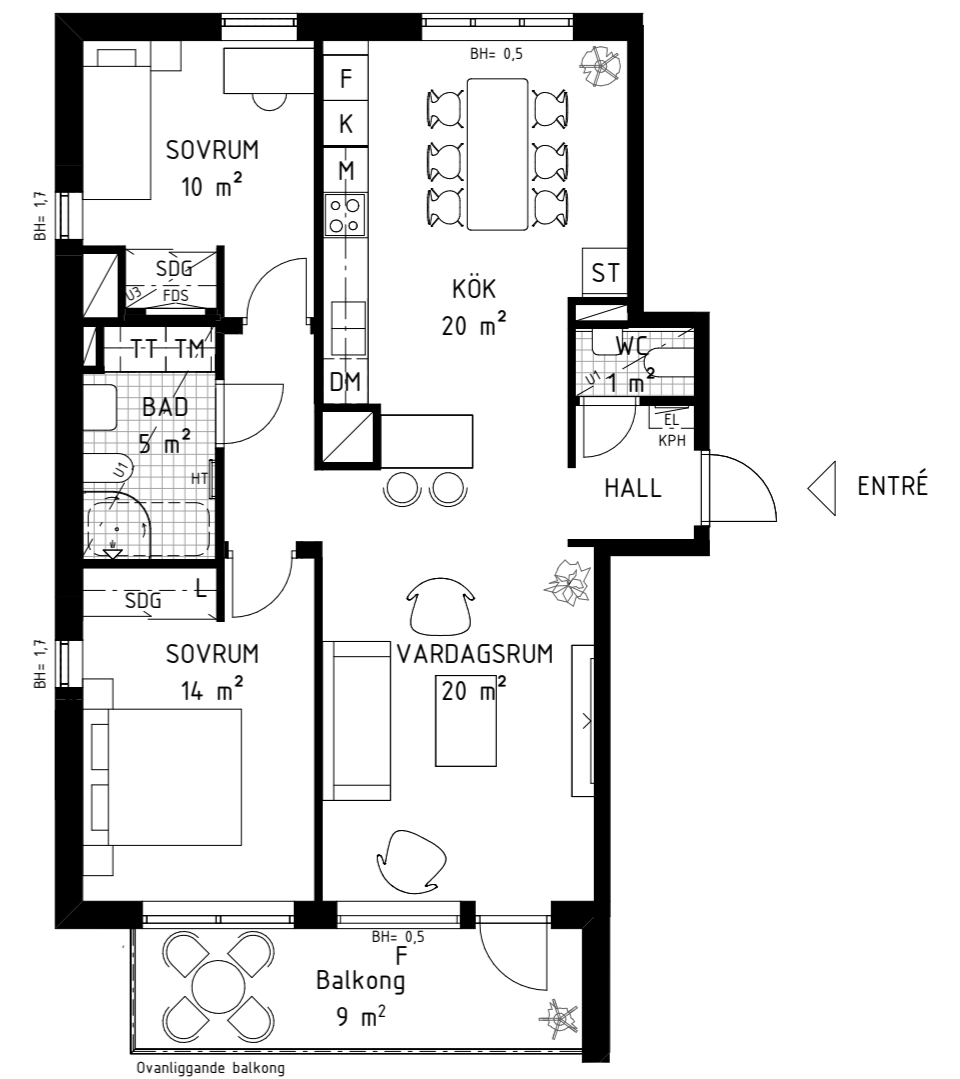 BH= 0,5
F
K
M
SOVRUM
10 m²
BH= 1,7
SDG
U3
FDS
KÖK
20 m²
ST
TT TM
DM
WC
1 m²
U1
BAD
5 m²
U1
HT
EL
KPH
HALL
ENTRÉ
L
SDG
SOVRUM
14 m²
BH= 1,7
VARDAGSRUM
20 m²
BH= 0,5
F
Balkong
9 m²
Ovanliggande balkong